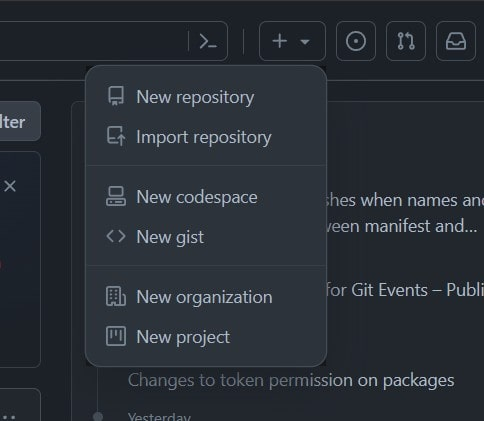 lter
New repository
Import repository
New codespace
shes when names and
New gist
ween manifest and...
New organization
for Git Events – Publi
New project
Changes to token permission on packages
Yesterday